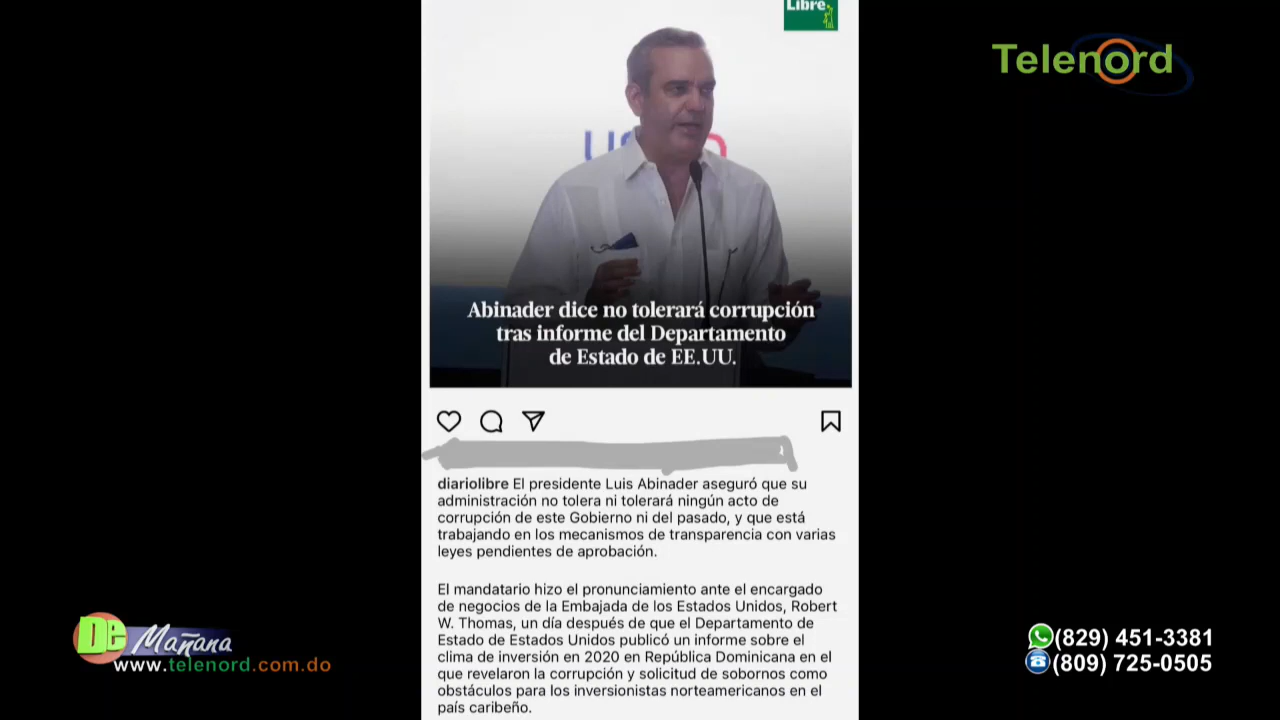 Libre
Telenord
Abinader dice no tolerará corrupción
tras informe del Departamento
de Estado de EE.UU.
diariolibre El presidente Luis Abinader aseguró que su
administración no tolera ni tolerará ningún acto de
corrupción de este Gobierno ni del pasado, y que está
trabajando en los mecanismos de transparencia con varias
leyes pendientes de aprobación.
El mandatario hizo el pronunciamiento ante el encargado
de negocios de la Embajada de los Estados Unidos, Robert
W. Thomas, un día después de que el Departamento de
Estado de Estados Unidos publicó un informe sobre el
clima de inversión en 2020 en República Dominicana en el
que revelaron la corrupción y solicitud de sobornos como
obstáculos para los inversionistas norteamericanos en el
país caribeño.
De Mañana
www.telenord.com.do
(829) 451-3381
(809) 725-0505